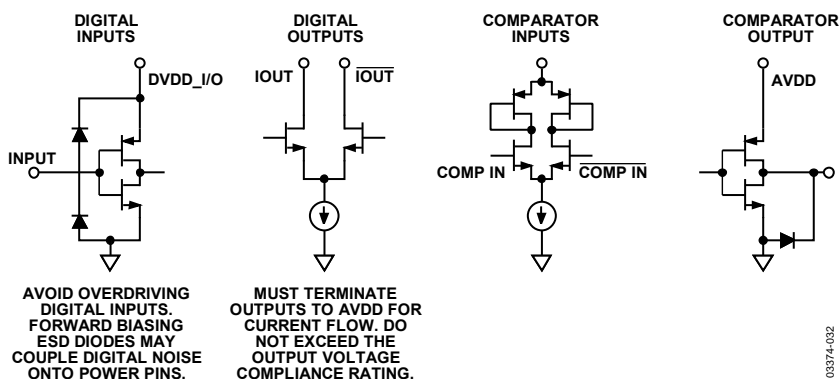 DIGITAL
INPUTS
DVDD_I/O
INPUT
AVOID OVERDRIVING
DIGITAL INPUTS.
FORWARD BIASING
ESD DIODES MAY
COUPLE DIGITAL NOISE
ONTO POWER PINS.
DIGITAL
OUTPUTS
IOUT
IOUT
MUST TERMINATE
OUTPUTS TO AVDD FOR
CURRENT FLOW. DO
NOT EXCEED THE
OUTPUT VOLTAGE
COMPLIANCE RATING.
COMPARATOR
INPUTS
COMP IN
COMP IN
COMPARATOR
OUTPUT
AVDD
03374-032